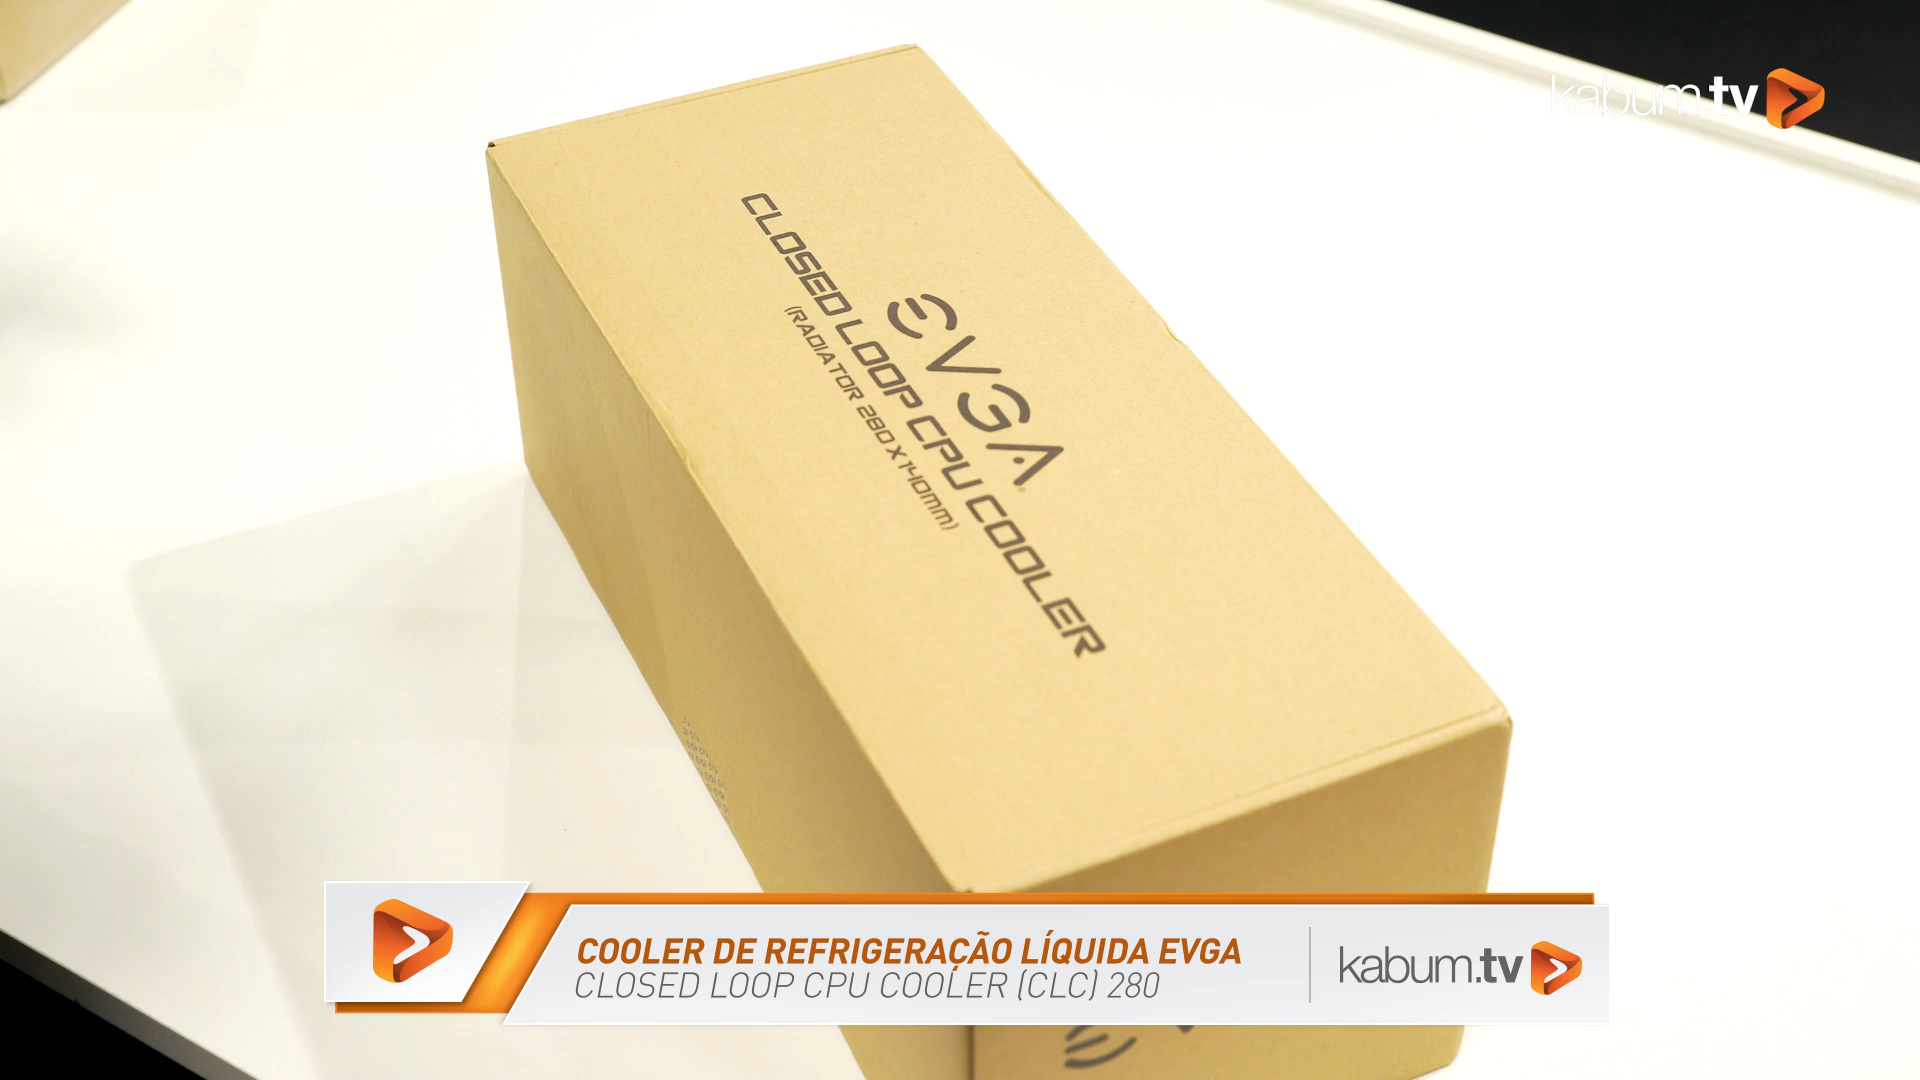 kabum.tv
EVGA
CLOSED LOOP CPU COOLER
(RADIATOR 280 X 140mm)
COOLER DE REFRIGERAÇÃO LÍQUIDA EVGA
CLOSED LOOP CPU COOLER (CLC) 280
kabum.tv